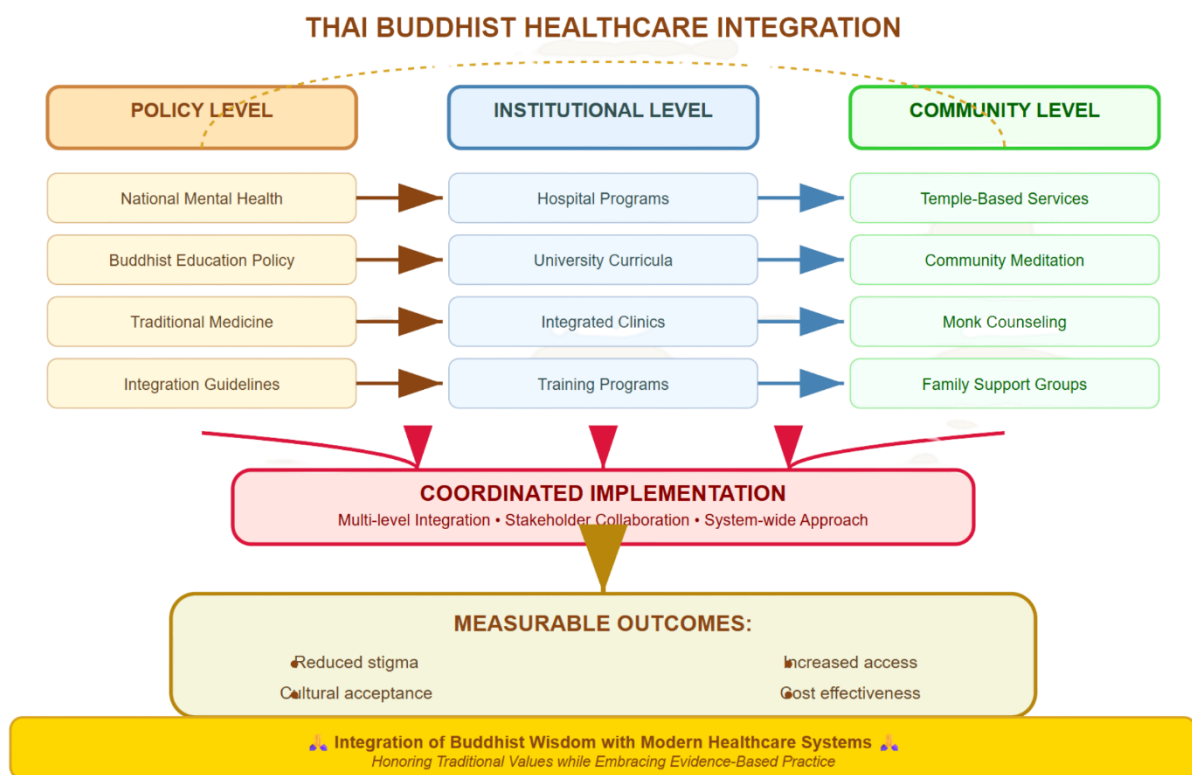 THAI BUDDHIST HEALTHCARE INTEGRATION
POLICY LEVEL
INSTITUTIONAL LEVEL
COMMUNITY LEVEL
National Mental Health
Hospital Programs
Temple-Based Services
Buddhist Education Policy
University Curricula
Community Meditation
Traditional Medicine
Integrated Clinics
Monk Counseling
Integration Guidelines
Training Programs
Family Support Groups
COORDINATED IMPLEMENTATION
Multi-level Integration • Stakeholder Collaboration • System-wide Approach
MEASURABLE OUTCOMES:
• Reduced stigma
• Increased access
• Cultural acceptance
• Cost effectiveness
🙏 Integration of Buddhist Wisdom with Modern Healthcare Systems 🙏
Honoring Traditional Values while Embracing Evidence-Based Practice